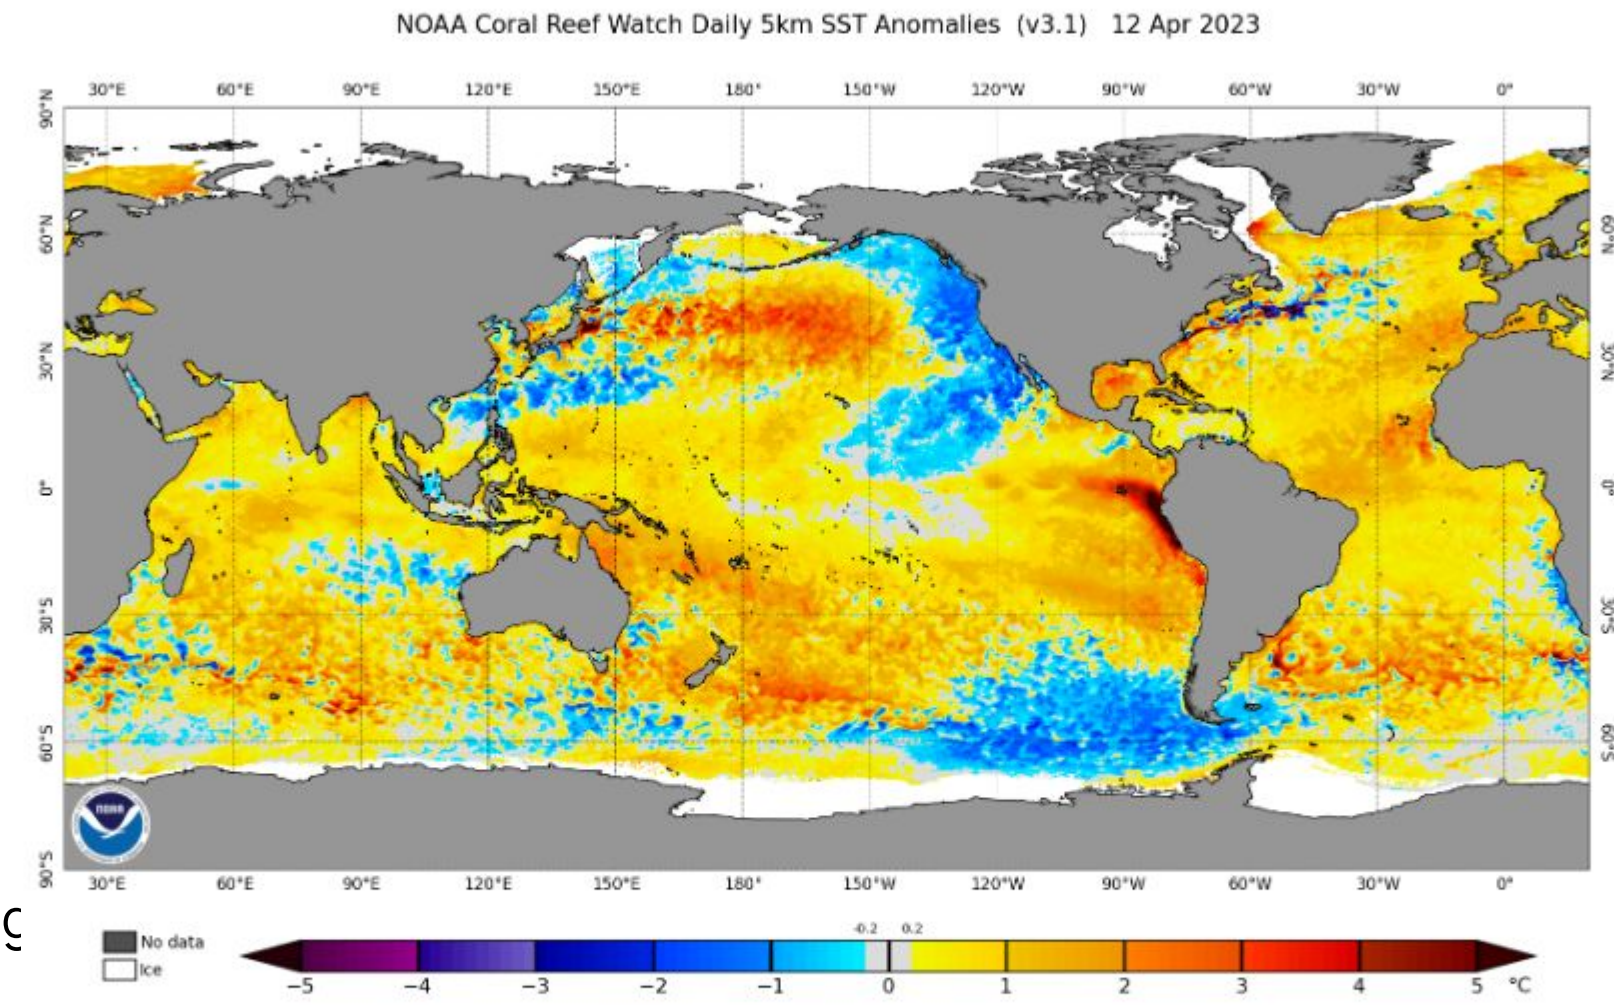 NOAA Coral Reef Watch Daily 5km SST Anomalies (v3.1) 12 Apr 2023
30°E 60°E 90°E 120°E 150°E 180° 150°W 120°W 90°W 60°W 30°W 0°
90°N
60°N 60°N
30°N 30°N
0° 0°
30°S 30°S
60°S 60°S
90°S
noaa
30°E 60°E 90°E 120°E 150°E 180° 150°W 120°W 90°W 60°W 30°W 0°
g
-0.2 0.2
No data
Ice
−5 −4 −3 −2 −1 0 1 2 3 4 5 °C